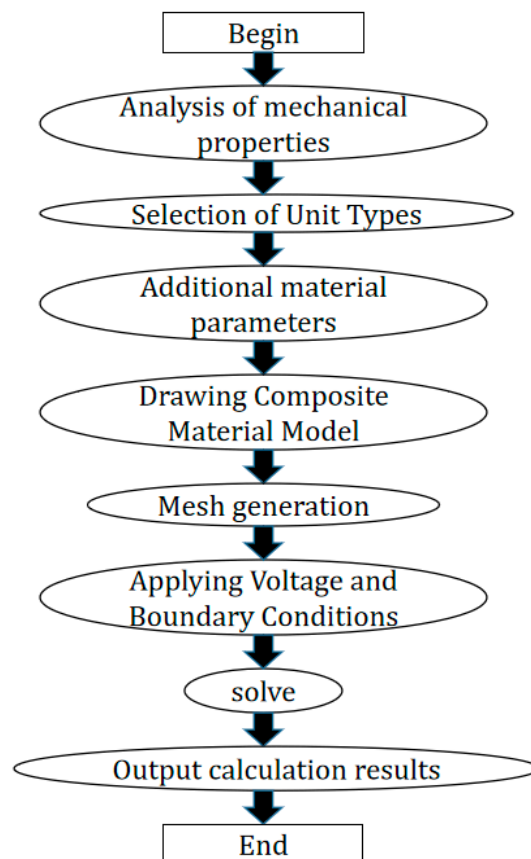 Begin
Analysis of mechanical
properties
Selection of Unit Types
Additional material
parameters
Drawing Composite
Material Model
Mesh generation
Applying Voltage and
Boundary Conditions
solve
Output calculation results
End